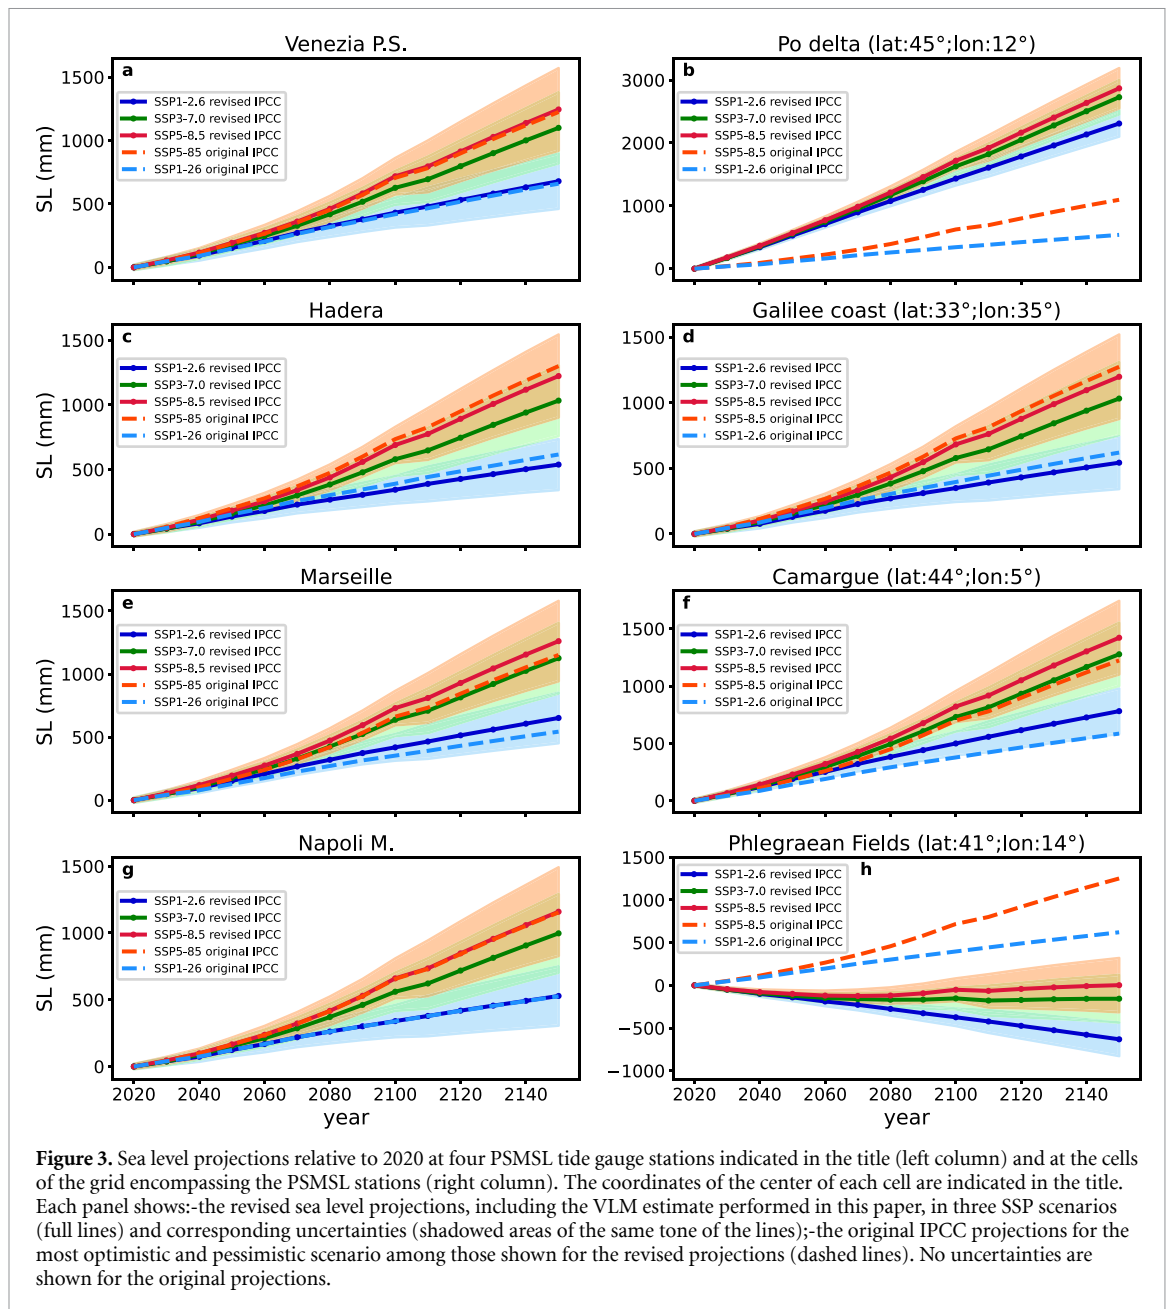 Venezia P.S.
a
SL (mm)
1500
1000
500
0
SSP1–2.6 revised IPCC
SSP3–7.0 revised IPCC
SSP5–8.5 revised IPCC
SSP5–85 original IPCC
SSP1–26 original IPCC
Po delta (lat:45°;lon:12°)
b
3000
2000
1000
0
SSP1–2.6 revised IPCC
SSP3–7.0 revised IPCC
SSP5–8.5 revised IPCC
SSP5–8.5 original IPCC
SSP1–2.6 original IPCC
Hadera
c
SL (mm)
1500
1000
500
0
SSP1–2.6 revised IPCC
SSP3–7.0 revised IPCC
SSP5–8.5 revised IPCC
SSP5–85 original IPCC
SSP1–26 original IPCC
Galilee coast (lat:33°;lon:35°)
d
1500
1000
500
0
SSP1–2.6 revised IPCC
SSP3–7.0 revised IPCC
SSP5–8.5 revised IPCC
SSP5–8.5 original IPCC
SSP1–2.6 original IPCC
Marseille
e
SL (mm)
1500
1000
500
0
SSP1–2.6 revised IPCC
SSP3–7.0 revised IPCC
SSP5–8.5 revised IPCC
SSP5–85 original IPCC
SSP1–26 original IPCC
Camargue (lat:44°;lon:5°)
f
1500
1000
500
0
SSP1–2.6 revised IPCC
SSP3–7.0 revised IPCC
SSP5–8.5 revised IPCC
SSP5–8.5 original IPCC
SSP1–2.6 original IPCC
Napoli M.
g
SL (mm)
1500
1000
500
0
SSP1–2.6 revised IPCC
SSP3–7.0 revised IPCC
SSP5–8.5 revised IPCC
SSP5–85 original IPCC
SSP1–26 original IPCC
2020 2040 2060 2080 2100 2120 2140
year
Phlegraean Fields (lat:41°;lon:14°)
h
1500
1000
500
0
−500
−1000
SSP1–2.6 revised IPCC
SSP3–7.0 revised IPCC
SSP5–8.5 revised IPCC
SSP5–8.5 original IPCC
SSP1–2.6 original IPCC
2020 2040 2060 2080 2100 2120 2140
year
Figure 3. Sea level projections relative to 2020 at four PSMSL tide gauge stations indicated in the title (left column) and at the cells
of the grid encompassing the PSMSL stations (right column). The coordinates of the center of each cell are indicated in the title.
Each panel shows:-the revised sea level projections, including the VLM estimate performed in this paper, in three SSP scenarios
(full lines) and corresponding uncertainties (shadowed areas of the same tone of the lines);-the original IPCC projections for the
most optimistic and pessimistic scenario among those shown for the revised projections (dashed lines). No uncertainties are
shown for the original projections.